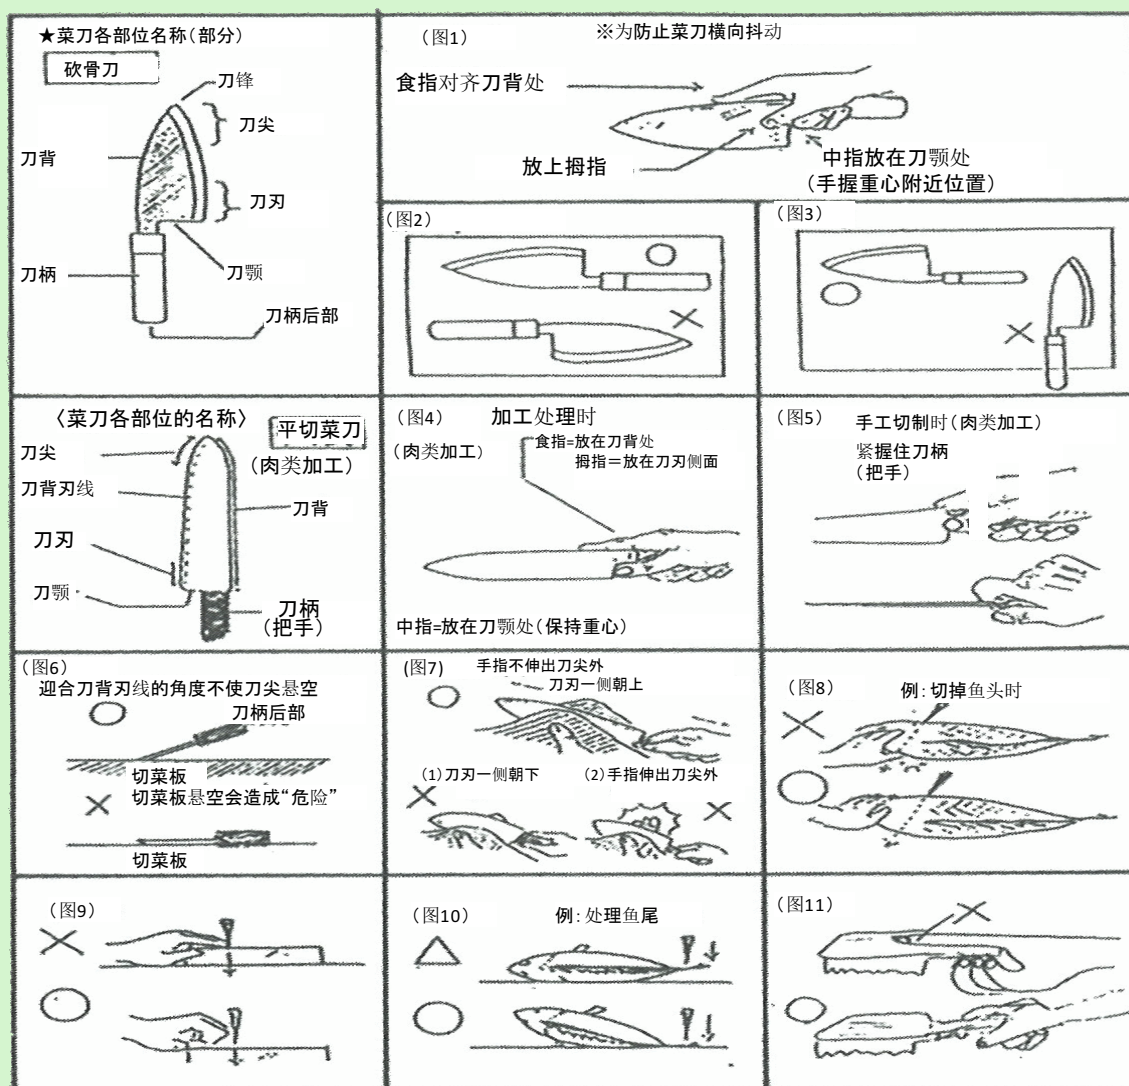 ★菜刀各部位名称(部分)
砍骨刀
刀锋
刀尖
刀背
刀刃
刀颚
刀柄
刀柄后部
(图1)
※为防止菜刀横向抖动
食指对齐刀背处
放上拇指
中指放在刀颚处
(手握重心附近位置)
(图2)
(图3)
〈菜刀各部位的名称〉
平切菜刀
(肉类加工)
刀尖
刀背刃线
刀背
刀刃
刀颚
刀柄
(把手)
(图4)
加工处理时
(肉类加工)
食指=放在刀背处
拇指＝放在刀刃侧面
中指=放在刀颚处(保持重心)
(图5)
手工切制时(肉类加工)
紧握住刀柄
(把手)
(图6)
迎合刀背刃线的角度不使刀尖悬空
刀柄后部
切菜板
切菜板悬空会造成“危险”
切菜板
(图7)
手指不伸出刀尖外
刀刃一侧朝上
(1)刀刃一侧朝下
(2)手指伸出刀尖外
(图8)
例:切掉鱼头时
(图9)
(图10)
例:处理鱼尾
(图11)